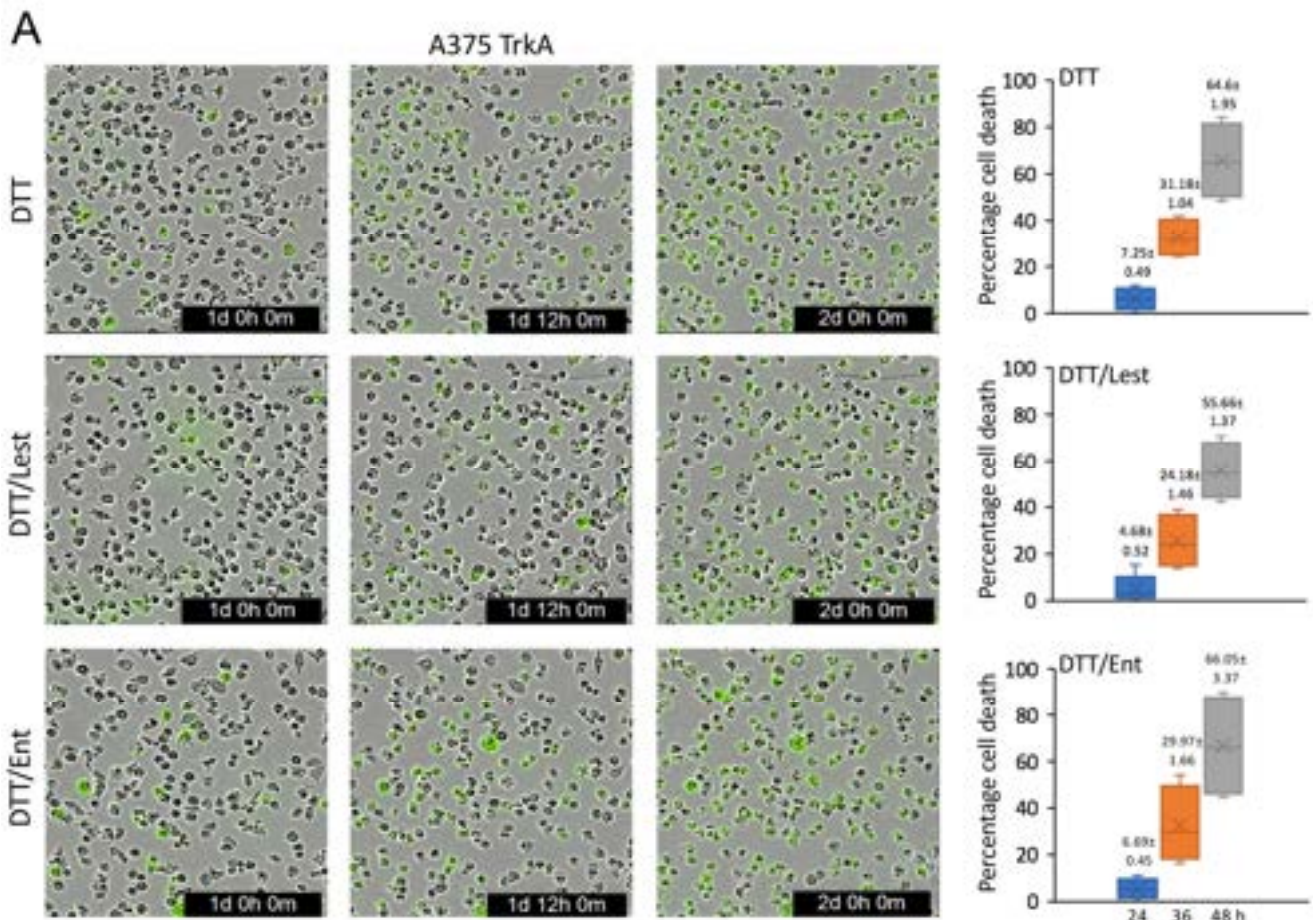 A
A375 TrkA
DTT
1d 0h 0m
1d 12h 0m
2d 0h 0m
Percentage cell death
100
80
60
40
20
0
DTT
7.25±
0.49
31.18±
1.04
64.6±
1.95
DTT/Lest
1d 0h 0m
1d 12h 0m
2d 0h 0m
Percentage cell death
100
80
60
40
20
0
DTT/Lest
4.68±
0.52
24.18±
1.46
55.66±
1.37
DTT/Ent
1d 0h 0m
1d 12h 0m
2d 0h 0m
Percentage cell death
100
80
60
40
20
0
DTT/Ent
6.69±
0.45
29.97±
1.66
66.05±
3.37
24 36 48 h